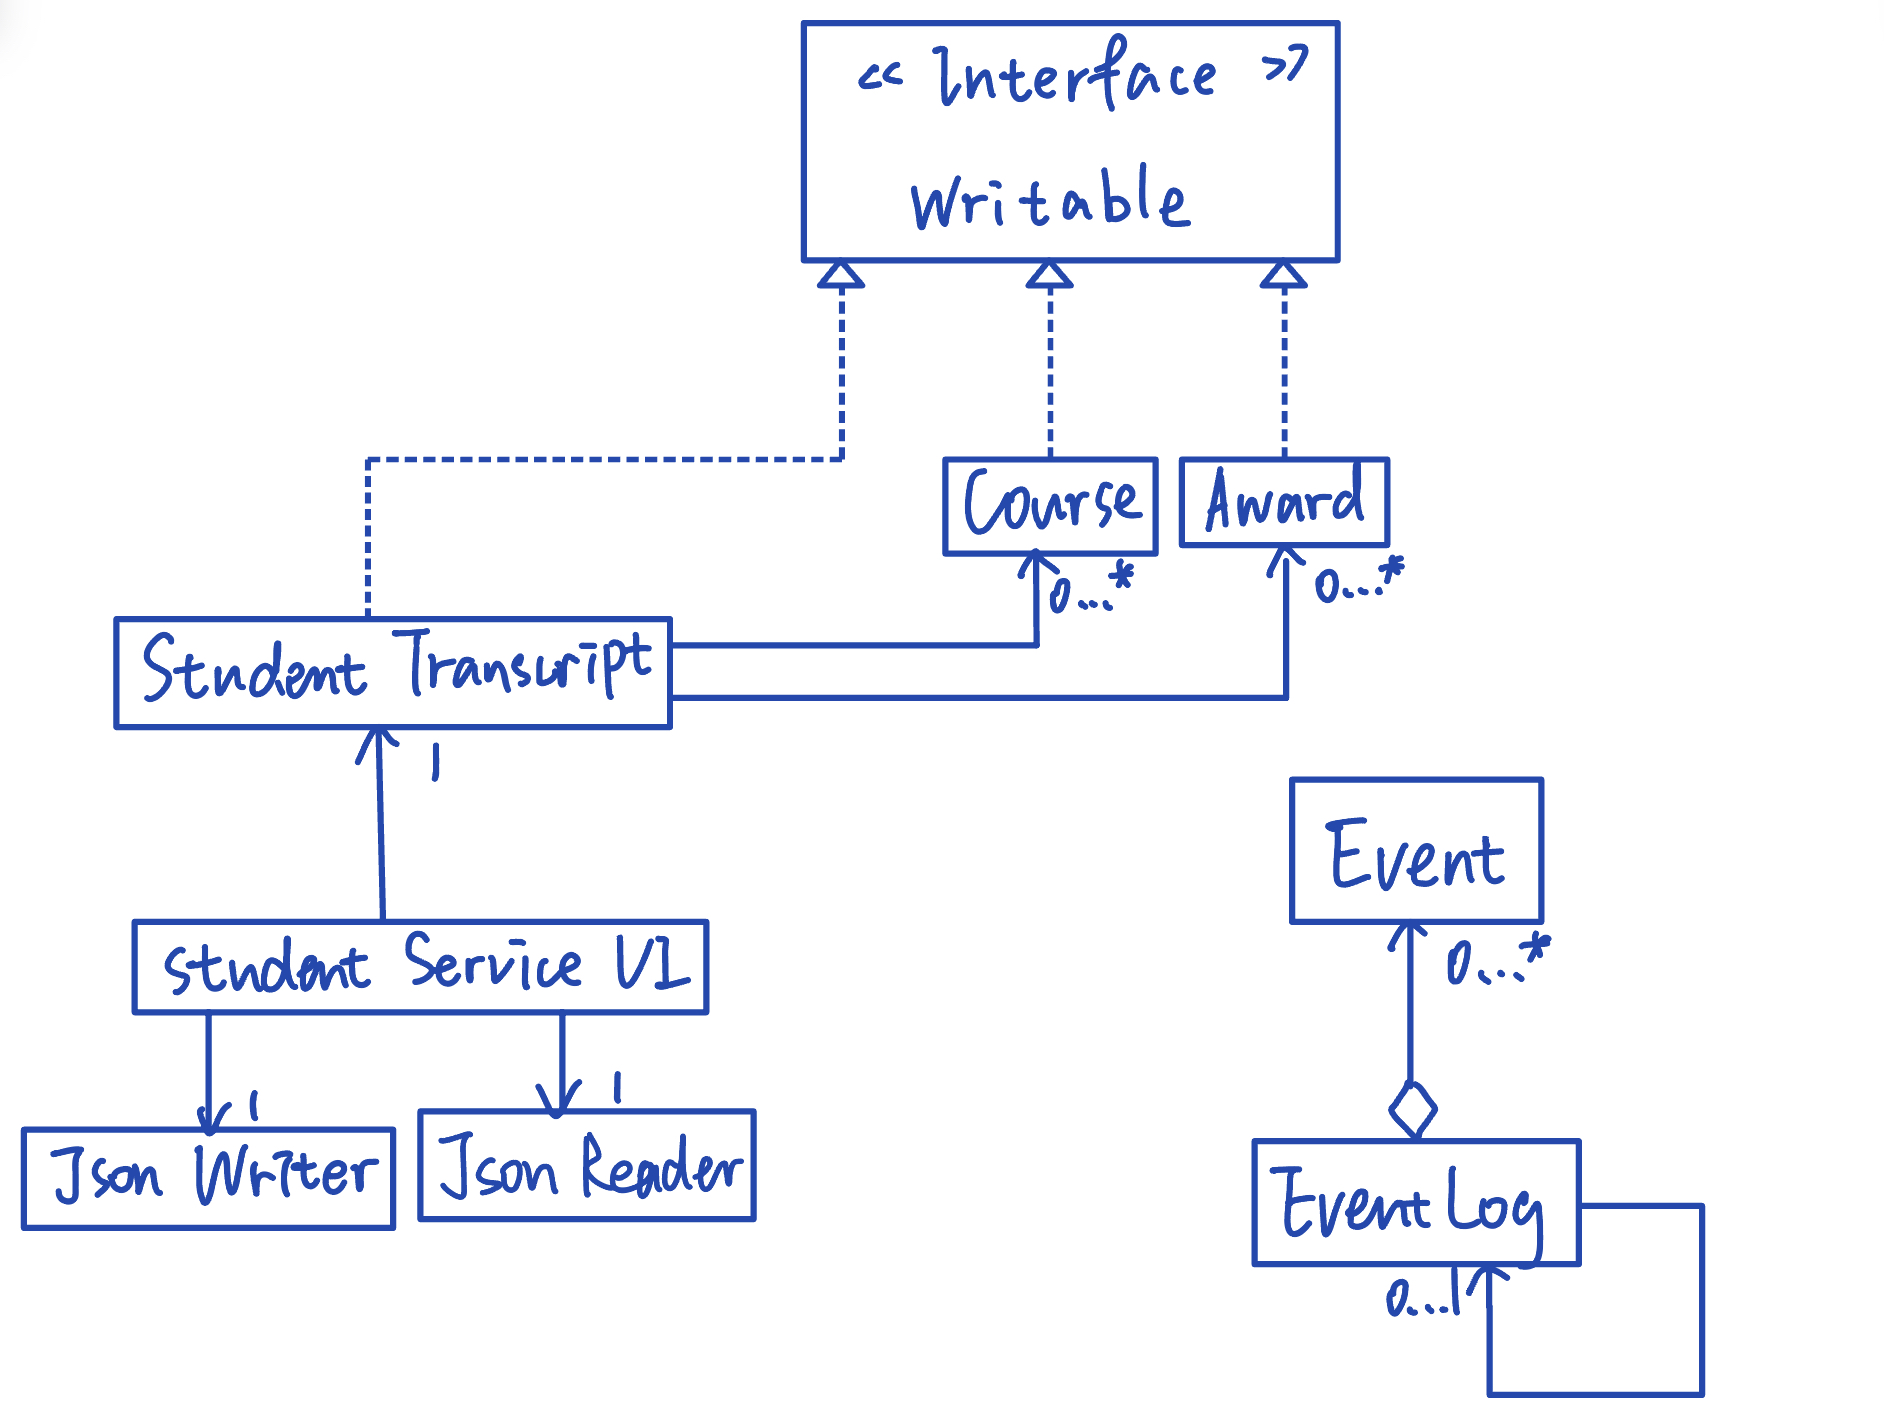 << Interface >>
Writable
Course
Award
0...*
0...*
Student Transcript
1
Event
0...*
Student Service UI
1
1
Json Writer
Json Reader
Event Log
0...1